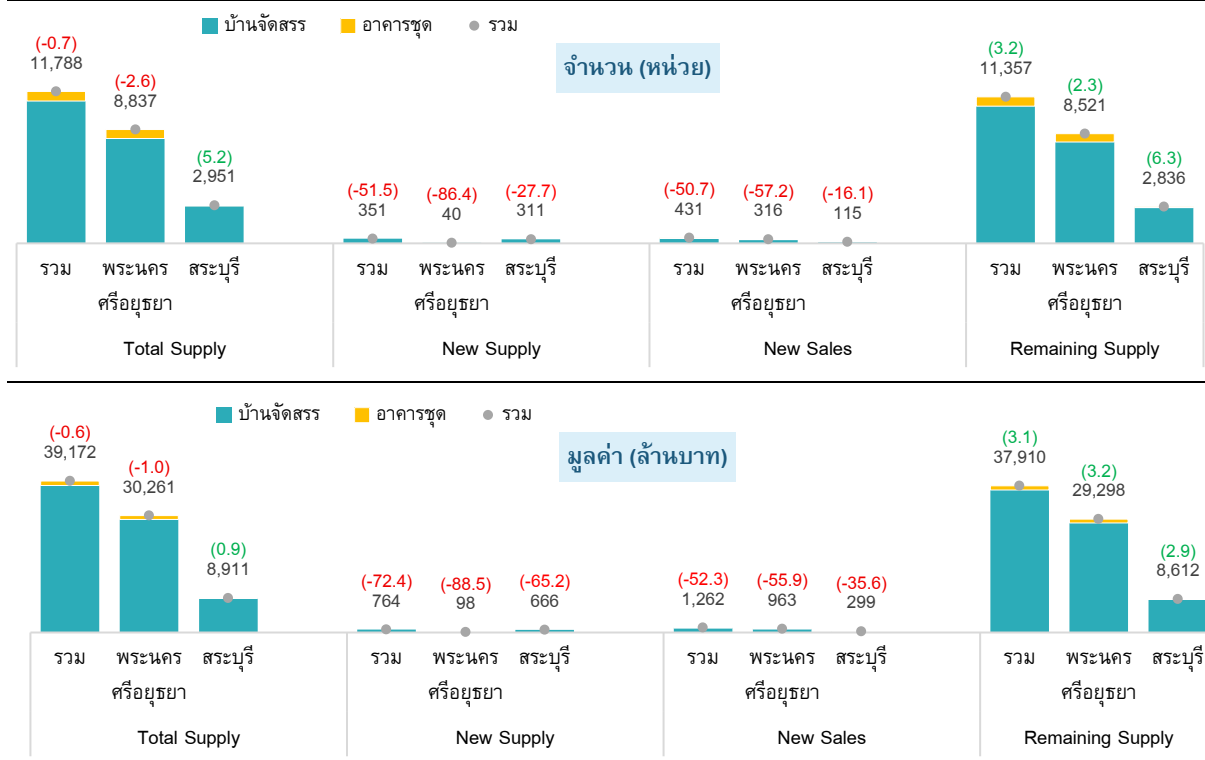 บ้านจัดสรร อาคารชุด รวม
จำนวน (หน่วย)
(-0.7) (-2.6) (5.2) (-51.5) (-86.4) (-27.7) (-50.7) (-57.2) (-16.1) (3.2) (2.3) (6.3)
11,788 8,837 2,951 351 40 311 431 316 115 11,357 8,521 2,836
รวม พระนคร สระบุรี รวม พระนคร สระบุรี รวม พระนคร สระบุรี รวม พระนคร สระบุรี
ศรีอยุธยา ศรีอยุธยา ศรีอยุธยา ศรีอยุธยา
Total Supply New Supply New Sales Remaining Supply
บ้านจัดสรร อาคารชุด รวม
มูลค่า (ล้านบาท)
(-0.6) (-1.0) (0.9) (-72.4) (-88.5) (-65.2) (-52.3) (-55.9) (-35.6) (3.1) (3.2) (2.9)
39,172 30,261 8,911 764 98 666 1,262 963 299 37,910 29,298 8,612
รวม พระนคร สระบุรี รวม พระนคร สระบุรี รวม พระนคร สระบุรี รวม พระนคร สระบุรี
ศรีอยุธยา ศรีอยุธยา ศรีอยุธยา ศรีอยุธยา
Total Supply New Supply New Sales Remaining Supply